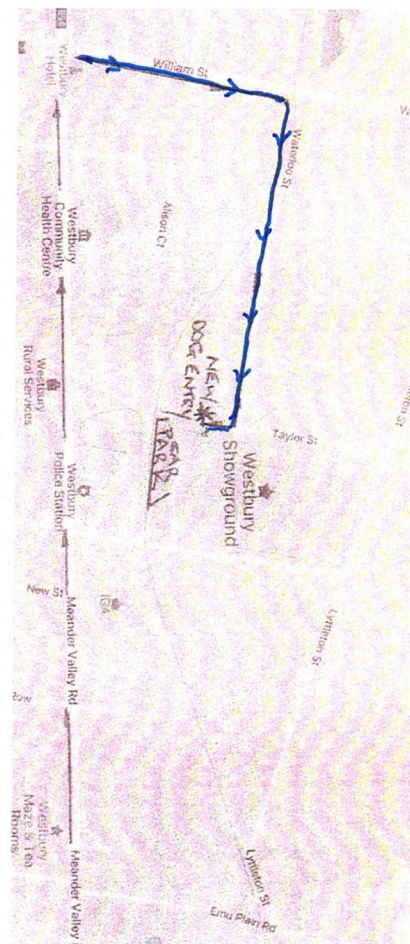 William St
Westbury
Hotel
Waterloo St
Alison Ct
Westbury
Community
Health Centre
NEW
DOG ENTRY
CAR
PARK
Westbury
Rural Services
Taylor St
Westbury
Showground
Westbury
Police Station
New St
IGA
Meander Valley Rd
Lyttleton St
Westbury
Maze & Tea
Rooms
Lyttleton St
Meander Valley
Emu Plain Rd